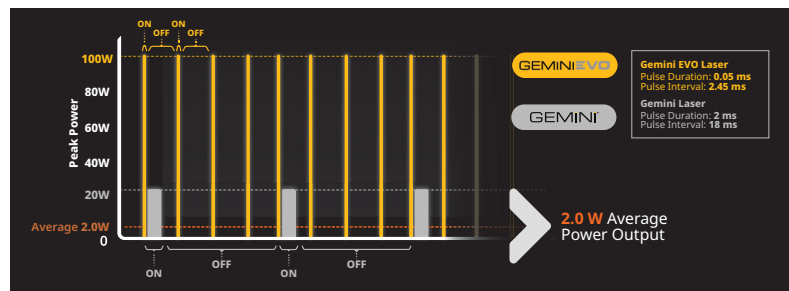 ON
OFF
ON
OFF
100W
80W
60W
40W
20W
Average 2.0W
0
Peak Power
ON
OFF
ON
OFF
GEMINI EVO
GEMINI
Gemini EVO Laser
Pulse Duration: 0.05 ms
Pulse Interval: 2.45 ms
Gemini Laser
Pulse Duration: 2 ms
Pulse Interval: 18 ms
2.0 W Average
Power Output